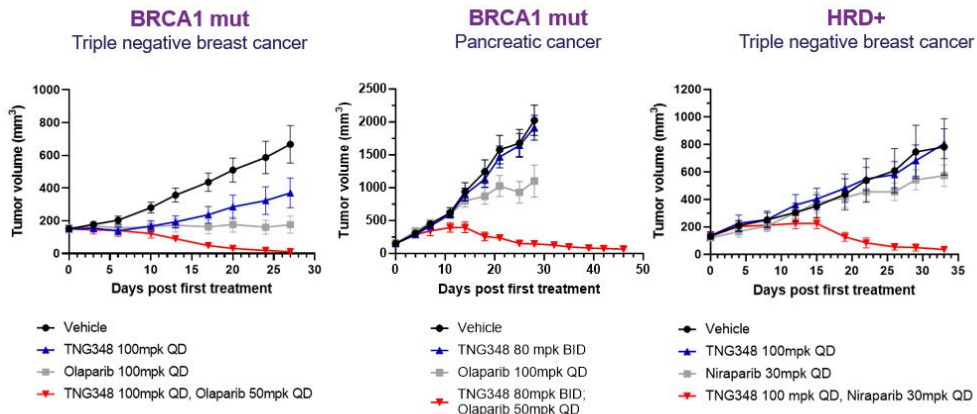 BRCA1 mut
Triple negative breast cancer
Tumor volume (mm³)
1000
800
600
400
200
0
0 5 10 15 20 25 30
Days post first treatment
Vehicle
TNG348 100mpk QD
Olaparib 100mpk QD
TNG348 100mpk QD, Olaparib 50mpk QD
BRCA1 mut
Pancreatic cancer
Tumor volume (mm³)
2500
2000
1500
1000
500
0
0 10 20 30 40 50
Days post first treatment
Vehicle
TNG348 80 mpk BID
Olaparib 100mpk QD
TNG348 80mpk BID;
Olaparib 50mpk QD
HRD+
Triple negative breast cancer
Tumor volume (mm³)
1200
1000
800
600
400
200
0
0 5 10 15 20 25 30 35
Days post first treatment
Vehicle
TNG348 100mpk QD
Niraparib 30mpk QD
TNG348 100 mpk QD, Niraparib 30mpk QD